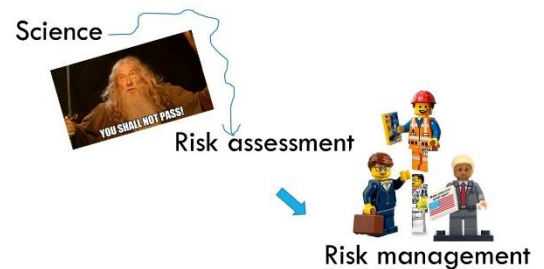 Science
YOU SHALL NOT PASS!
Risk assessment
Risk management